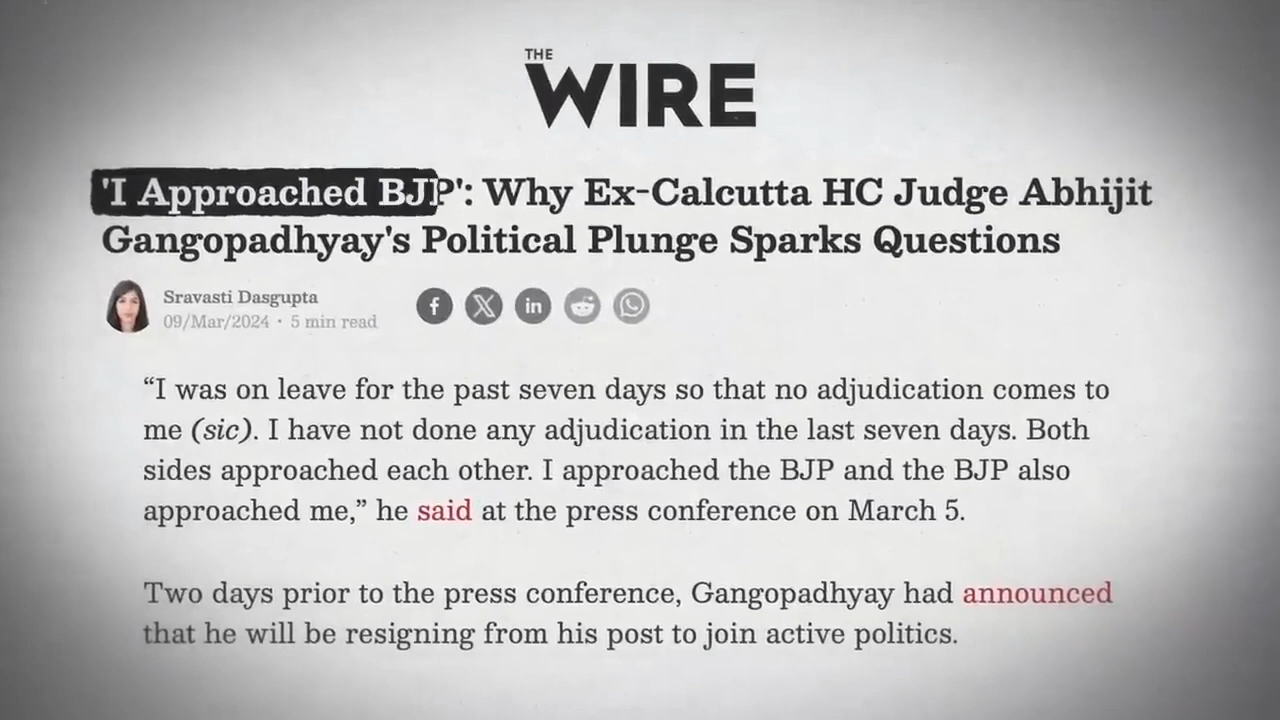 THE
WIRE
'I Approached BJP': Why Ex-Calcutta HC Judge Abhijit
Gangopadhyay's Political Plunge Sparks Questions
Sravasti Dasgupta
09/Mar/2024 · 5 min read
“I was on leave for the past seven days so that no adjudication comes to
me (sic). I have not done any adjudication in the last seven days. Both
sides approached each other. I approached the BJP and the BJP also
approached me,” he said at the press conference on March 5.
Two days prior to the press conference, Gangopadhyay had announced
that he will be resigning from his post to join active politics.